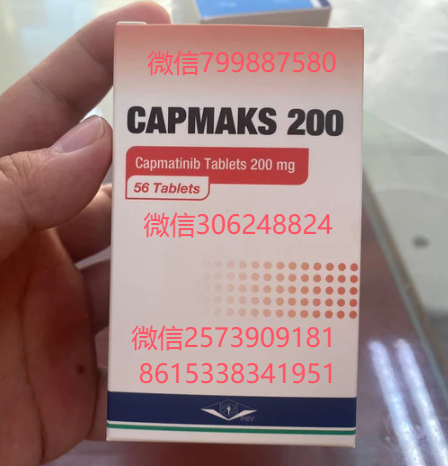 微信799887580
CAPMAKS 200
Capmatinib Tablets 200 mg
56 Tablets
微信306248824
微信2573909181
8615338341951